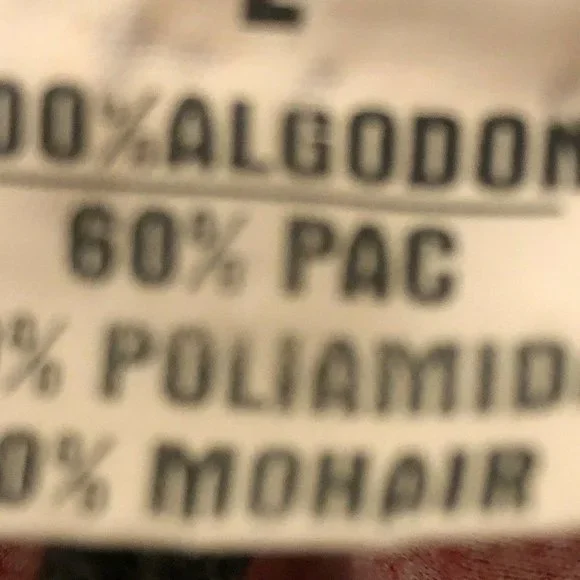 00%ALGODON
60% PAC
% POLIAMID
0% MOHAIR